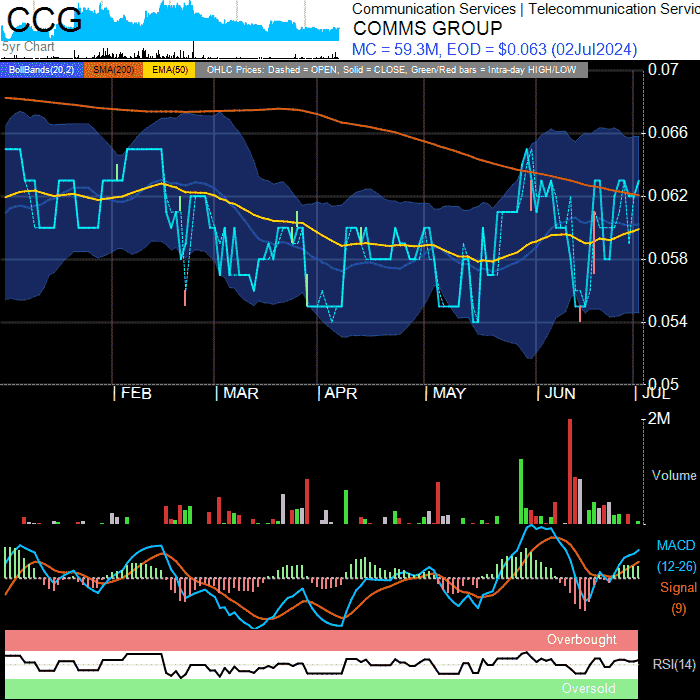 CCG
5yr Chart
Communication Services | Telecommunication Servic
COMMS GROUP
MC = 59.3M, EOD = $0.063 (02Jul2024)
BollBands(20,2) SMA(200) EMA(50) OHLC Prices: Dashed = OPEN, Solid = CLOSE, Green/Red bars = Intra-day HIGH/LOW
0.07
0.066
0.062
0.058
0.054
0.05
FEB MAR APR MAY JUN JUL
2M
Volume
MACD
(12-26)
Signal
(9)
Overbought
RSI(14)
Oversold